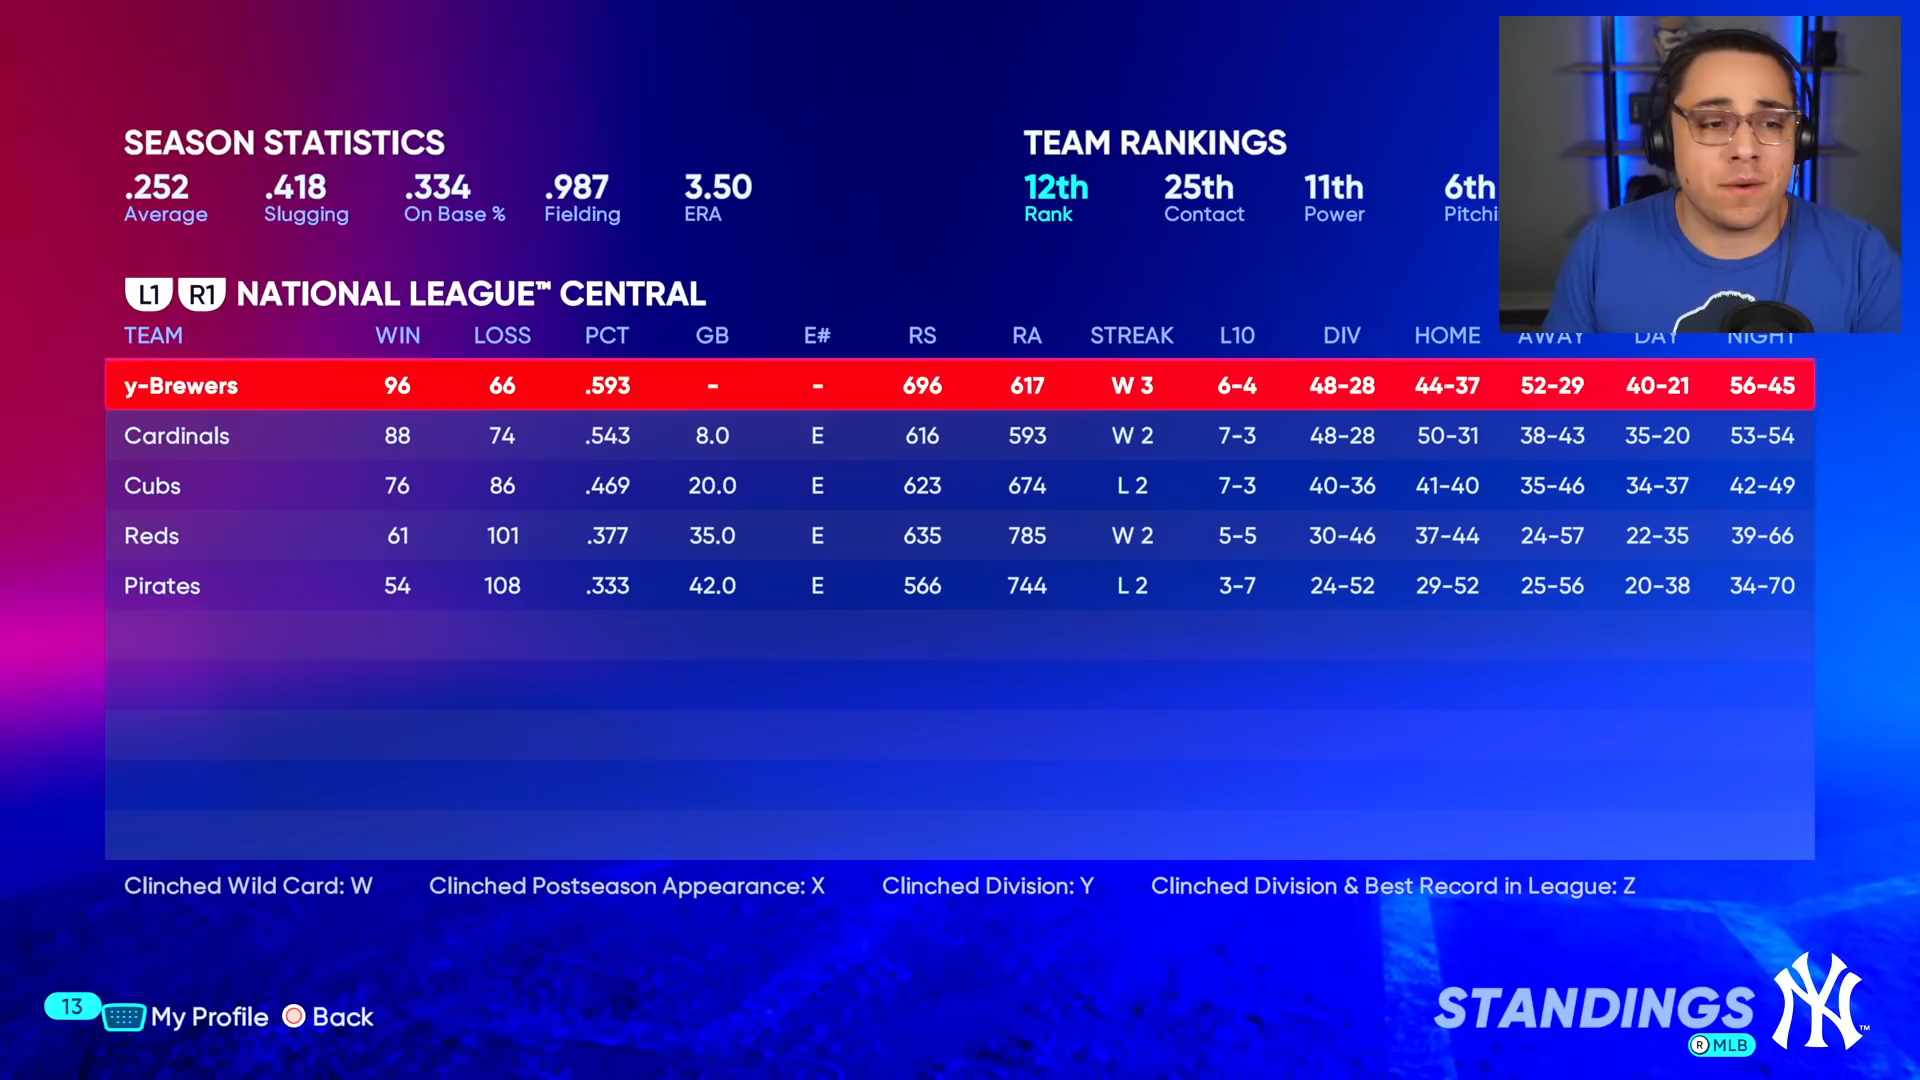 SEASON STATISTICS
.252 .418 .334 .987 3.50
Average Slugging On Base % Fielding ERA
TEAM RANKINGS
12th 25th 11th 6th
Rank Contact Power Pitchi
L1 R1 NATIONAL LEAGUE™ CENTRAL
TEAM WIN LOSS PCT GB E# RS RA STREAK L10 DIV HOME AWAY DAY NIGHT
y-Brewers 96 66 .593 - - 696 617 W 3 6-4 48-28 44-37 52-29 40-21 56-45
Cardinals 88 74 .543 8.0 E 616 593 W 2 7-3 48-28 50-31 38-43 35-20 53-54
Cubs 76 86 .469 20.0 E 623 674 L 2 7-3 40-36 41-40 35-46 34-37 42-49
Reds 61 101 .377 35.0 E 635 785 W 2 5-5 30-46 37-44 24-57 22-35 39-66
Pirates 54 108 .333 42.0 E 566 744 L 2 3-7 24-52 29-52 25-56 20-38 34-70
Clinched Wild Card: W Clinched Postseason Appearance: X Clinched Division: Y Clinched Division & Best Record in League: Z
13 My Profile Back
STANDINGS NY™
R MLB